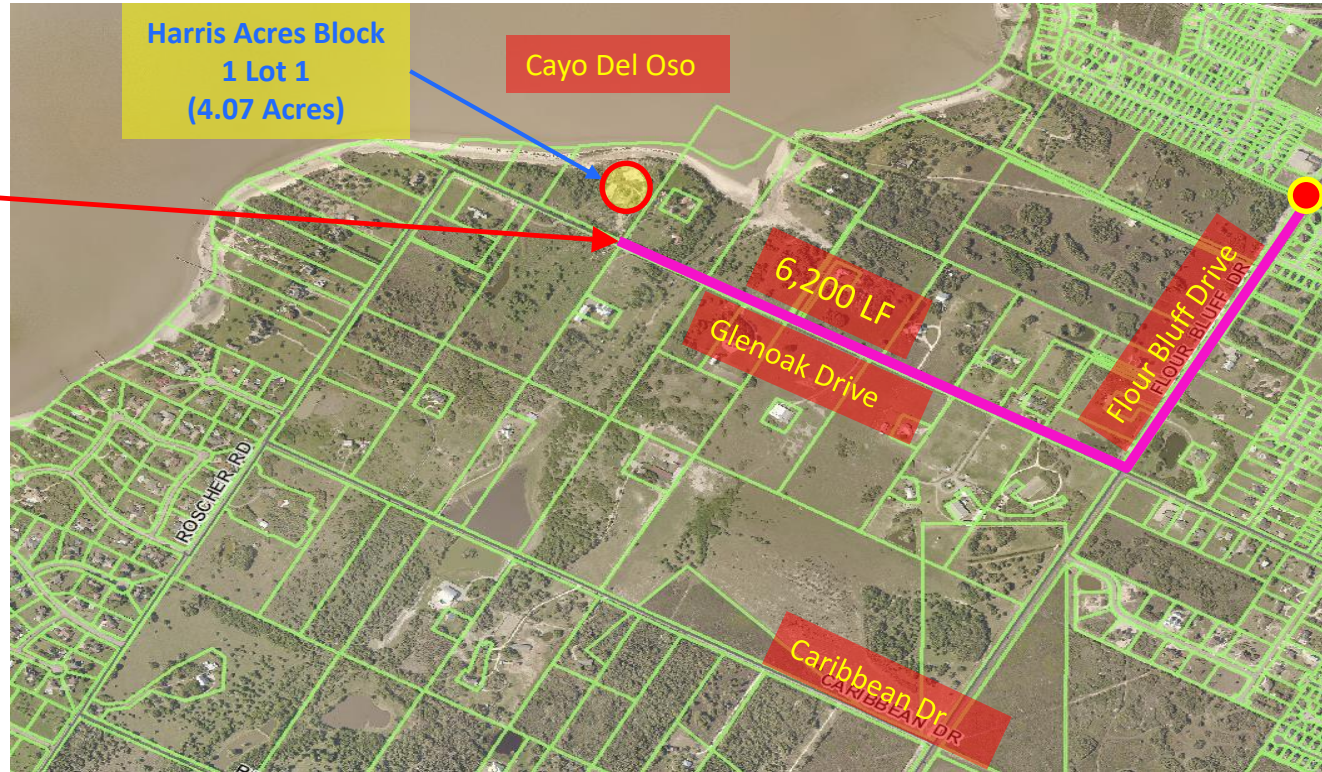 Harris Acres Block
1 Lot 1
(4.07 Acres)
Cayo Del Oso
6,200 LF
Glenoak Drive
Flour Bluff Drive
FLOUR BLUFF DR
ROSCHER RD
Caribbean Dr
CARIBBEAN DR